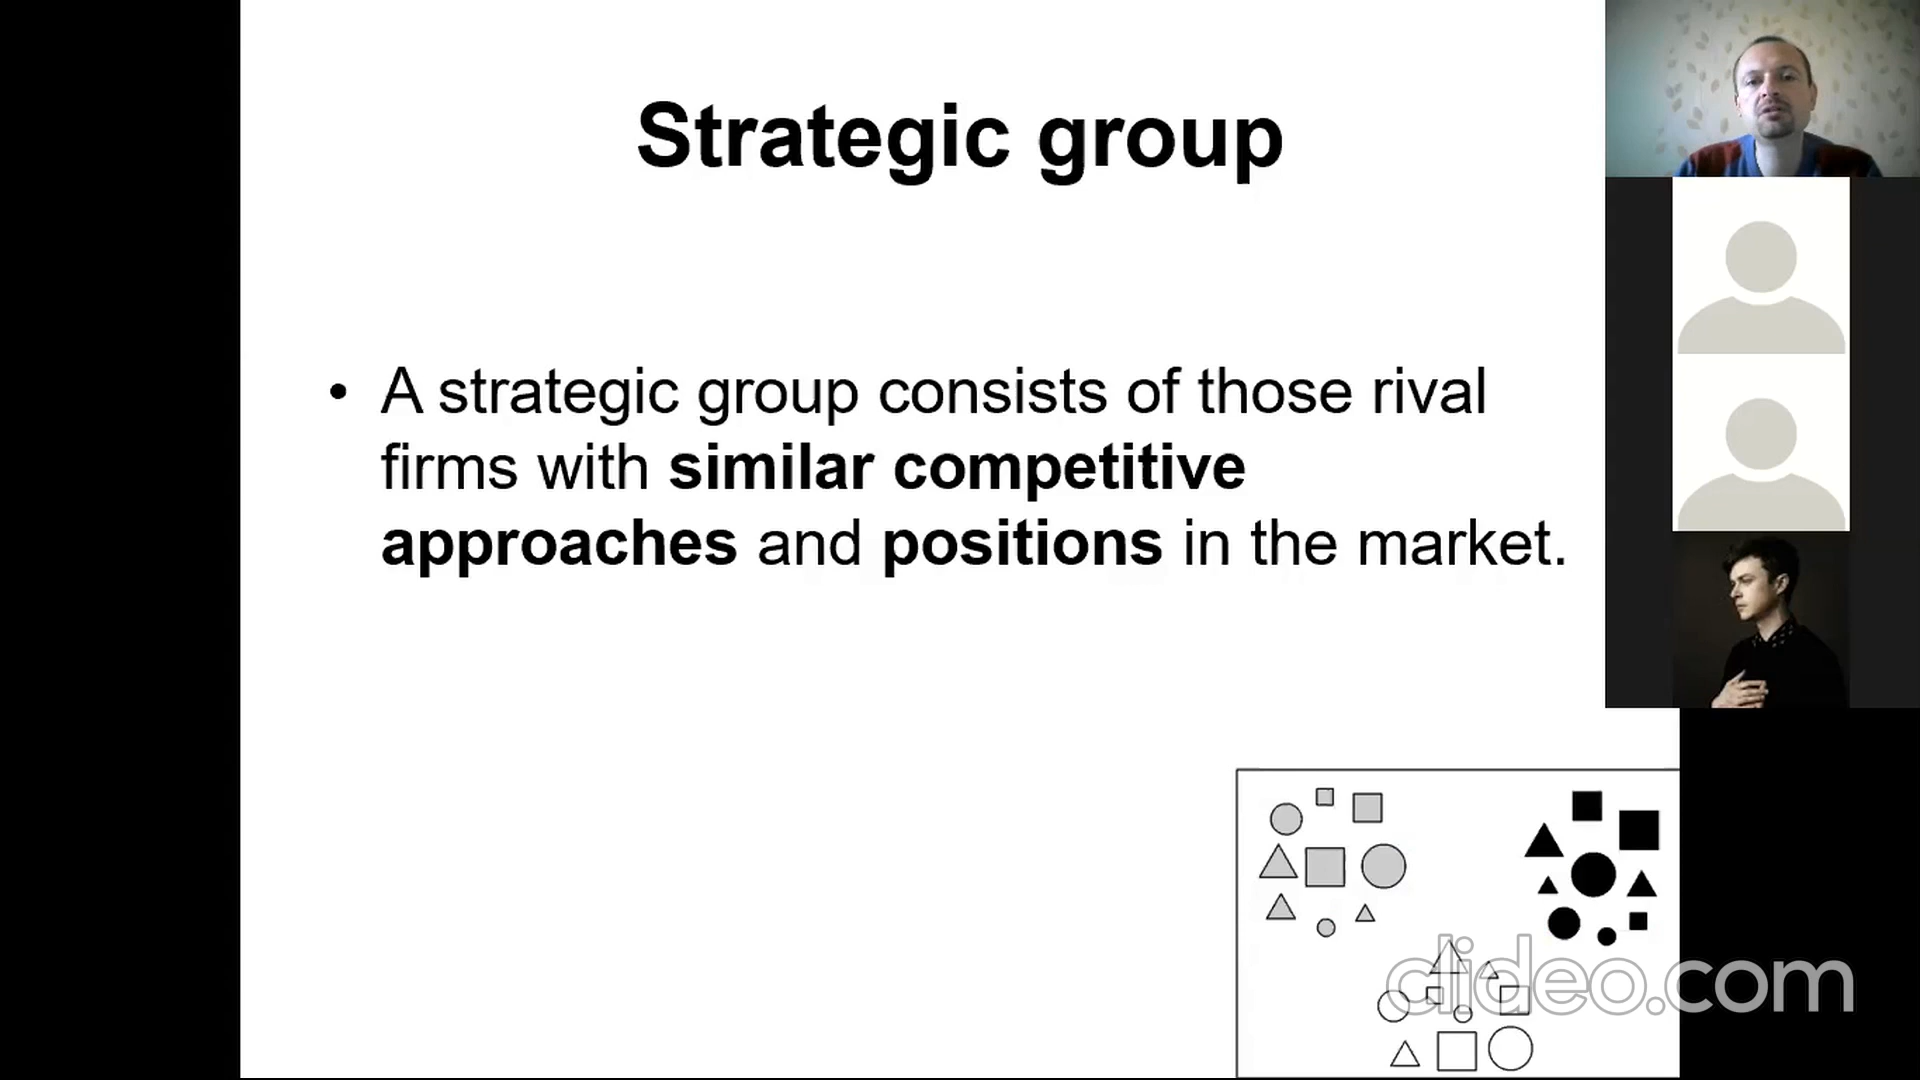 Strategic group
• A strategic group consists of those rival
firms with similar competitive
approaches and positions in the market.
clideo.com